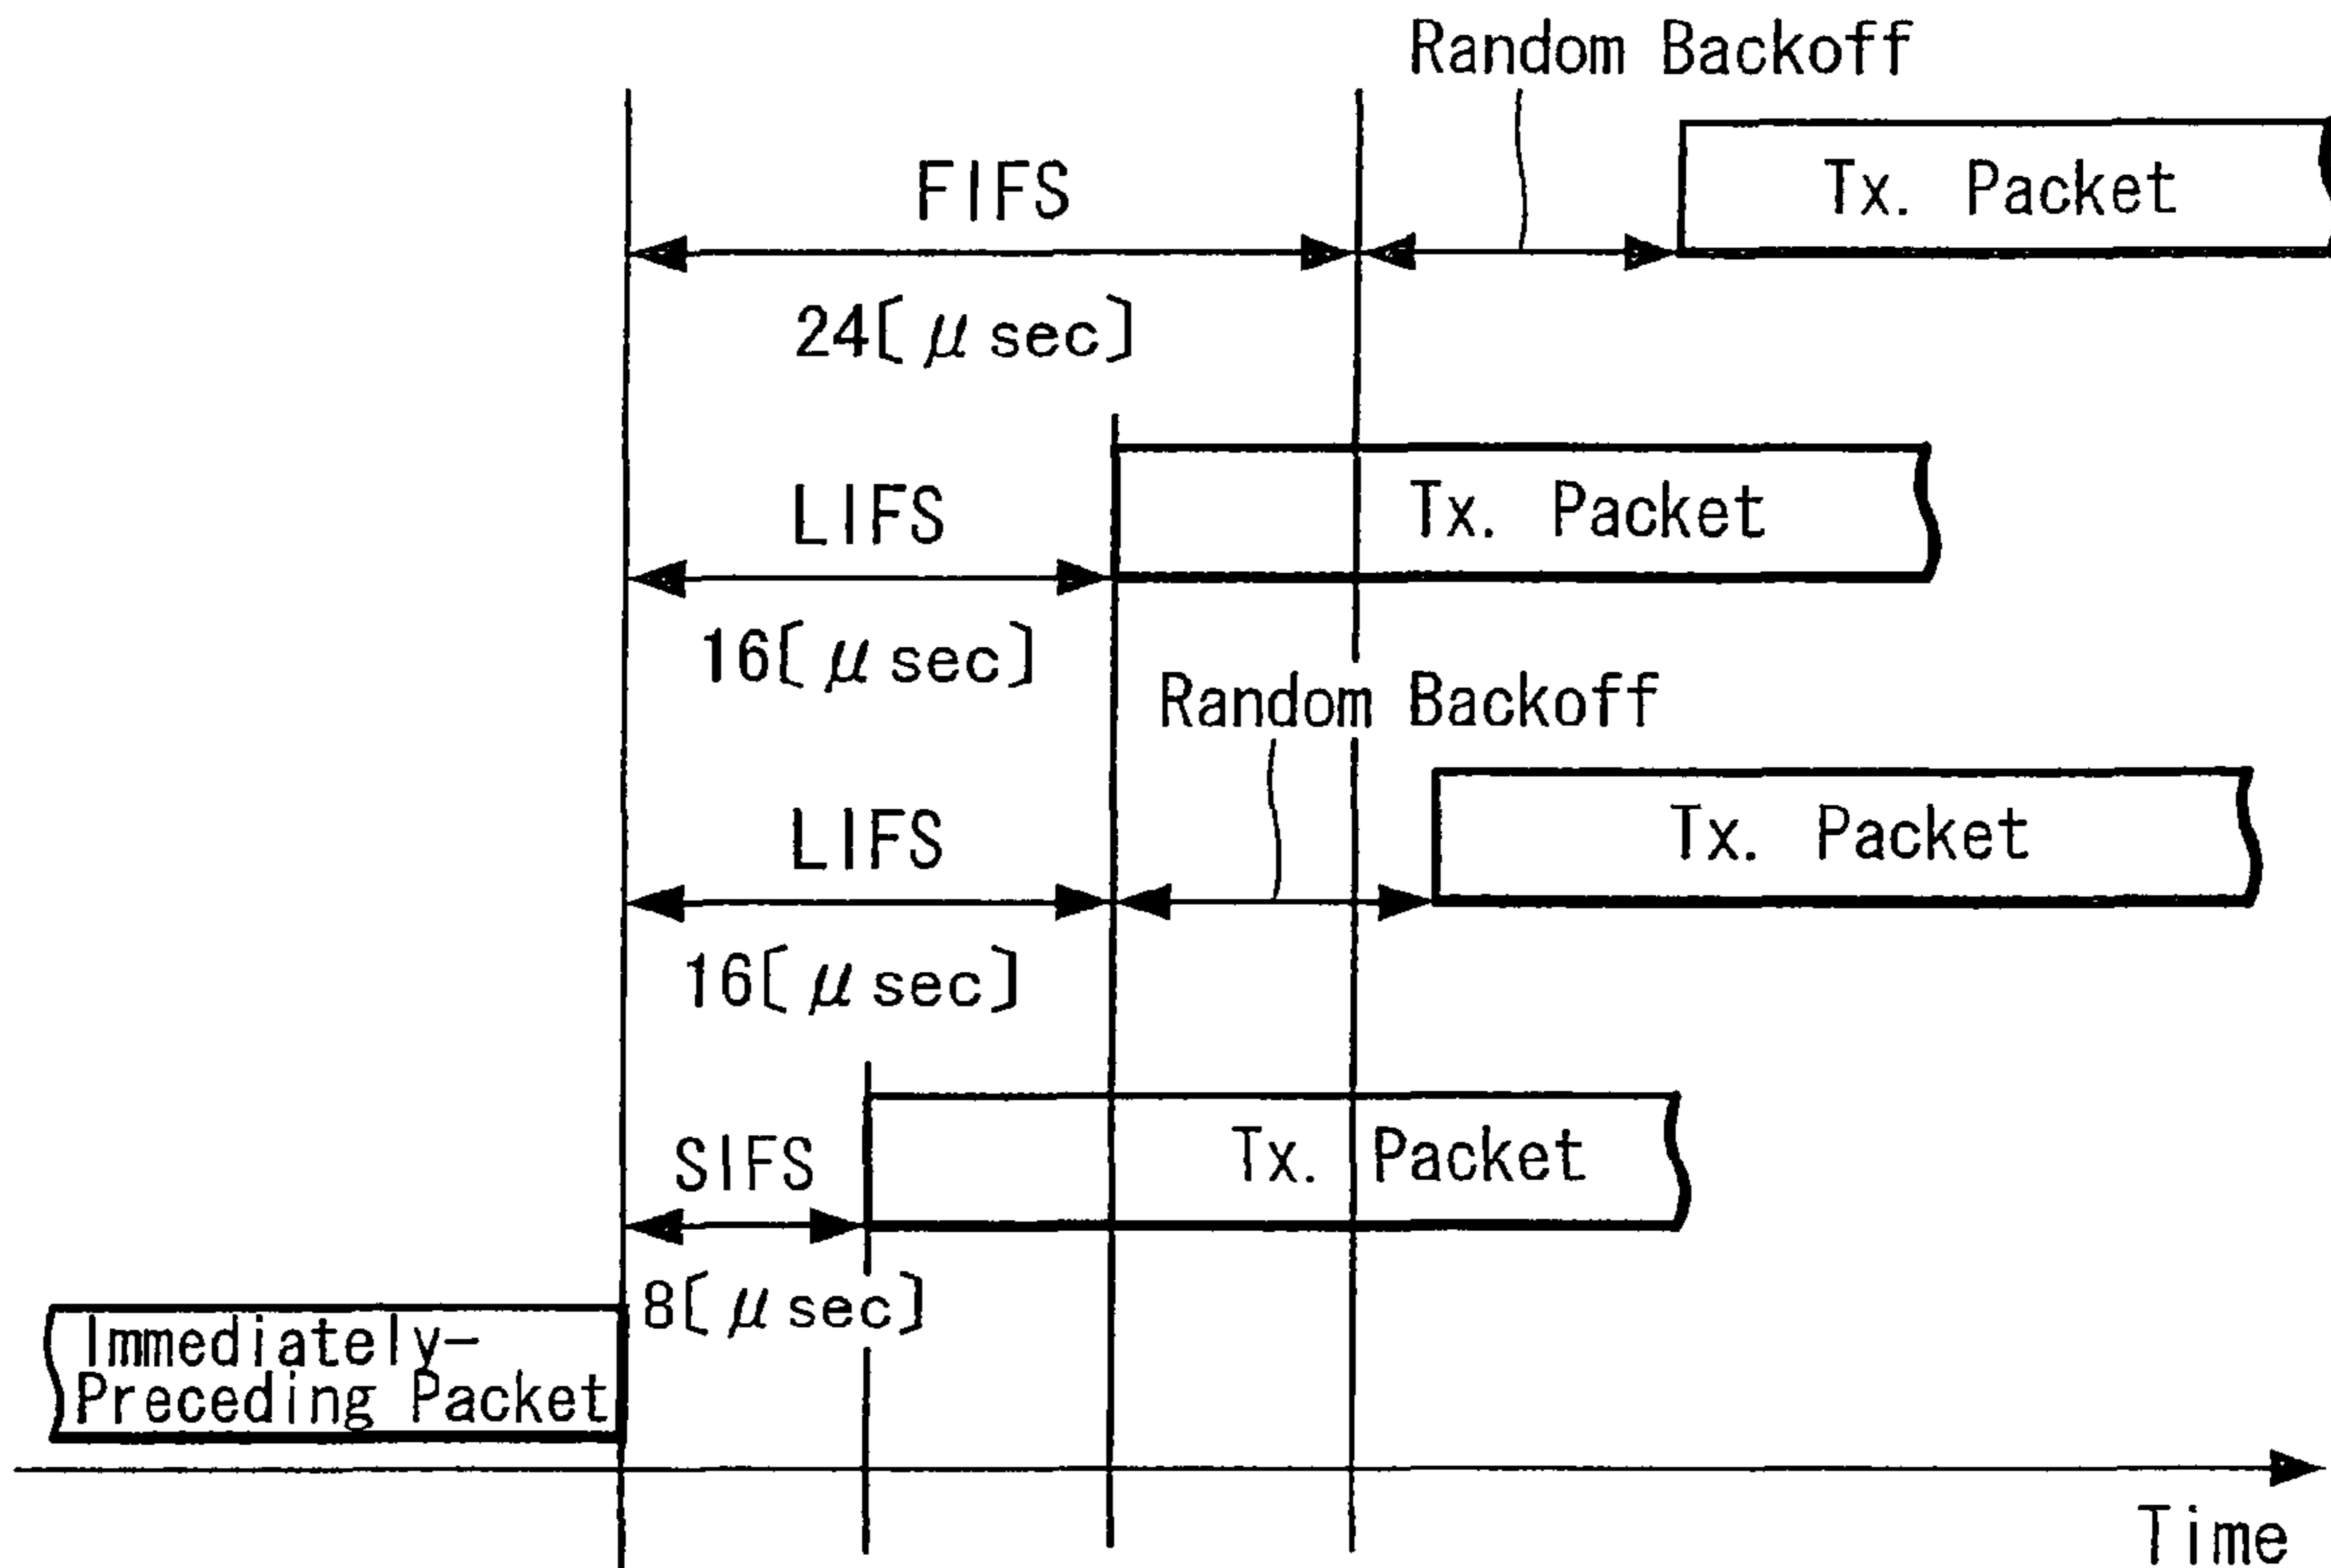 Random Backoff
FIFS
Tx. Packet
24[μsec]
LIFS
Tx. Packet
16[μsec]
Random Backoff
LIFS
Tx. Packet
16[μsec]
SIFS
Tx. Packet
8[μsec]
Immediately-
Preceding Packet
Time